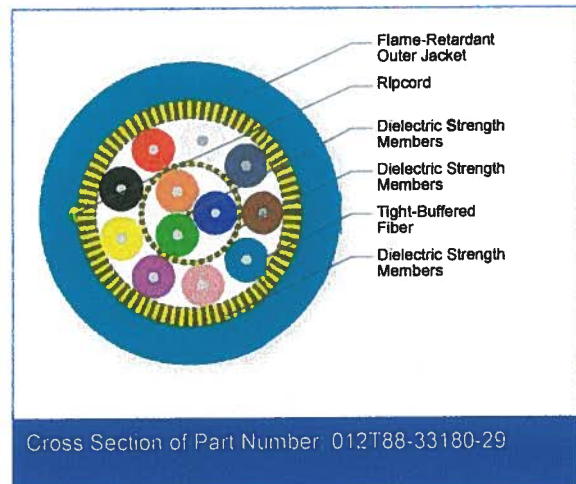 Flame-Retardant
Outer Jacket
Ripcord
Dielectric Strength
Members
Dielectric Strength
Members
Tight-Buffered
Fiber
Dielectric Strength
Members
Cross Section of Part Number: 012T88-33180-29